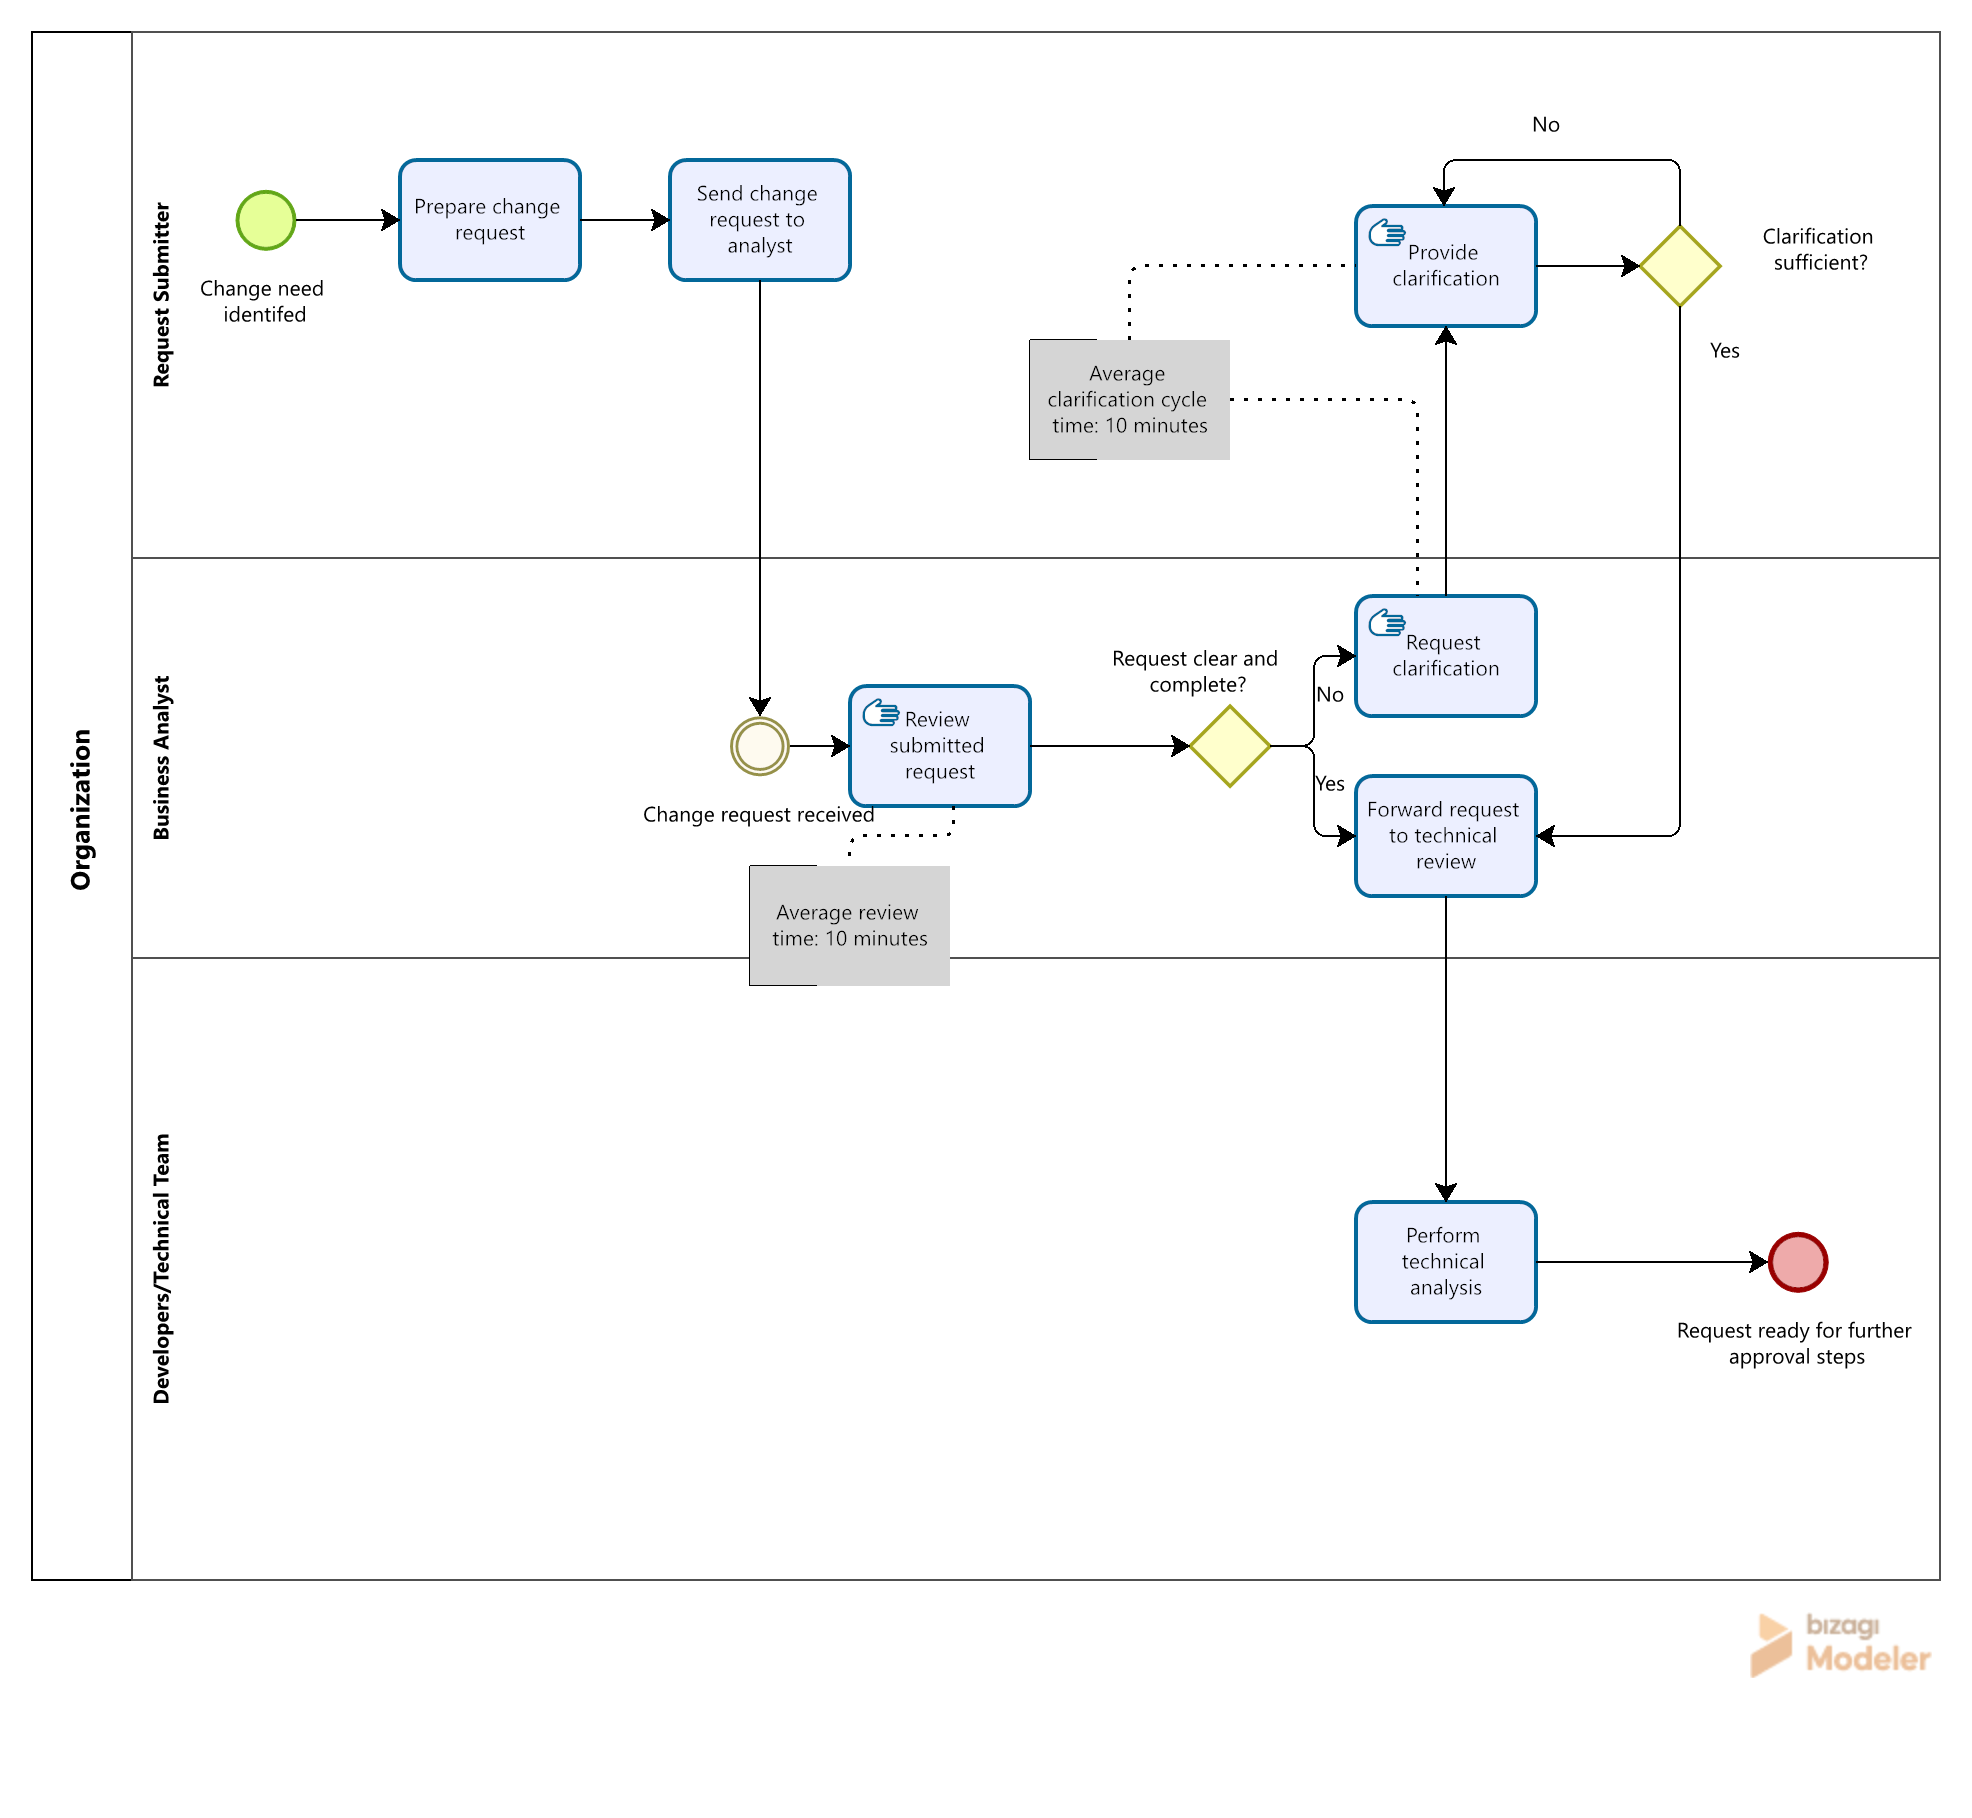 Organization
Request Submitter
Change need
identifed
Prepare change
request
Send change
request to
analyst
No
Provide
clarification
Clarification
sufficient?
Yes
Average
clarification cycle
time: 10 minutes
Business Analyst
Change request received
Review
submitted
request
Average review
time: 10 minutes
Request clear and
complete?
No
Yes
Request
clarification
Forward request
to technical
review
Developers/Technical Team
Perform
technical
analysis
Request ready for further
approval steps
bizagi
Modeler